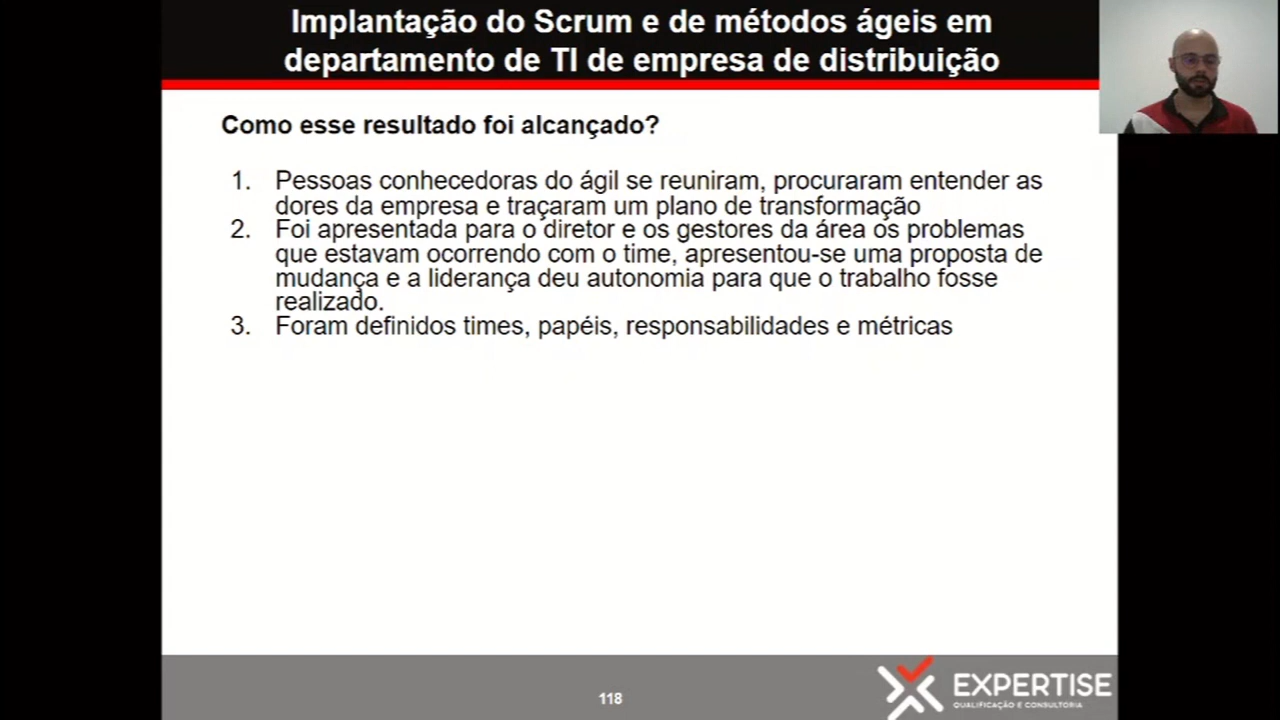 Implantação do Scrum e de métodos ágeis em
departamento de TI de empresa de distribuição
Como esse resultado foi alcançado?
1. Pessoas conhecedoras do ágil se reuniram, procuraram entender as
dores da empresa e traçaram um plano de transformação
2. Foi apresentada para o diretor e os gestores da área os problemas
que estavam ocorrendo com o time, apresentou-se uma proposta de
mudança e a liderança deu autonomia para que o trabalho fosse
realizado.
3. Foram definidos times, papéis, responsabilidades e métricas
118
EXPERTISE
QUALIFICAÇÃO E CONSULTORIA